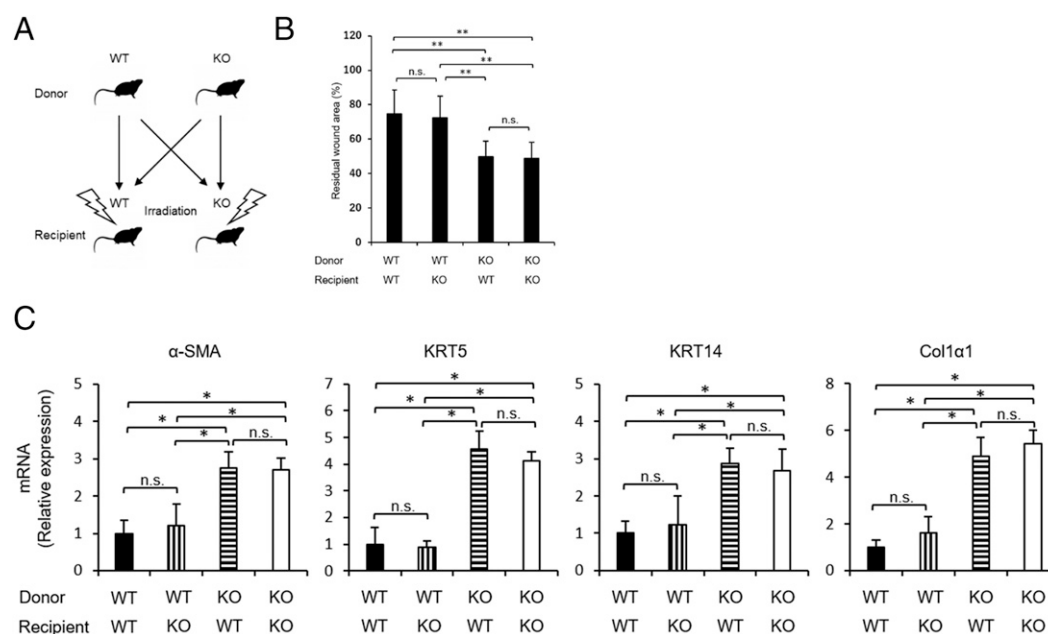 A
WT KO
Donor
WT KO
Irradiation
Recipient
B
Residual wound area (%)
120
100
80
60
40
20
0
**
**
**
n.s. **
n.s.
Donor WT WT KO KO
Recipient WT KO WT KO
C
mRNA
(Relative expression)
α-SMA
5
4
3
2
1
0
*
*
*
*
n.s.
n.s.
KRT5
7
6
5
4
3
2
1
0
*
*
*
*
n.s.
n.s.
KRT14
5
4
3
2
1
0
*
*
*
*
n.s.
n.s.
Col1α1
8
6
4
2
0
*
*
*
*
n.s.
n.s.
Donor WT WT KO KO WT WT KO KO WT WT KO KO WT WT KO KO
Recipient WT KO WT KO WT KO WT KO WT KO WT KO WT KO WT KO